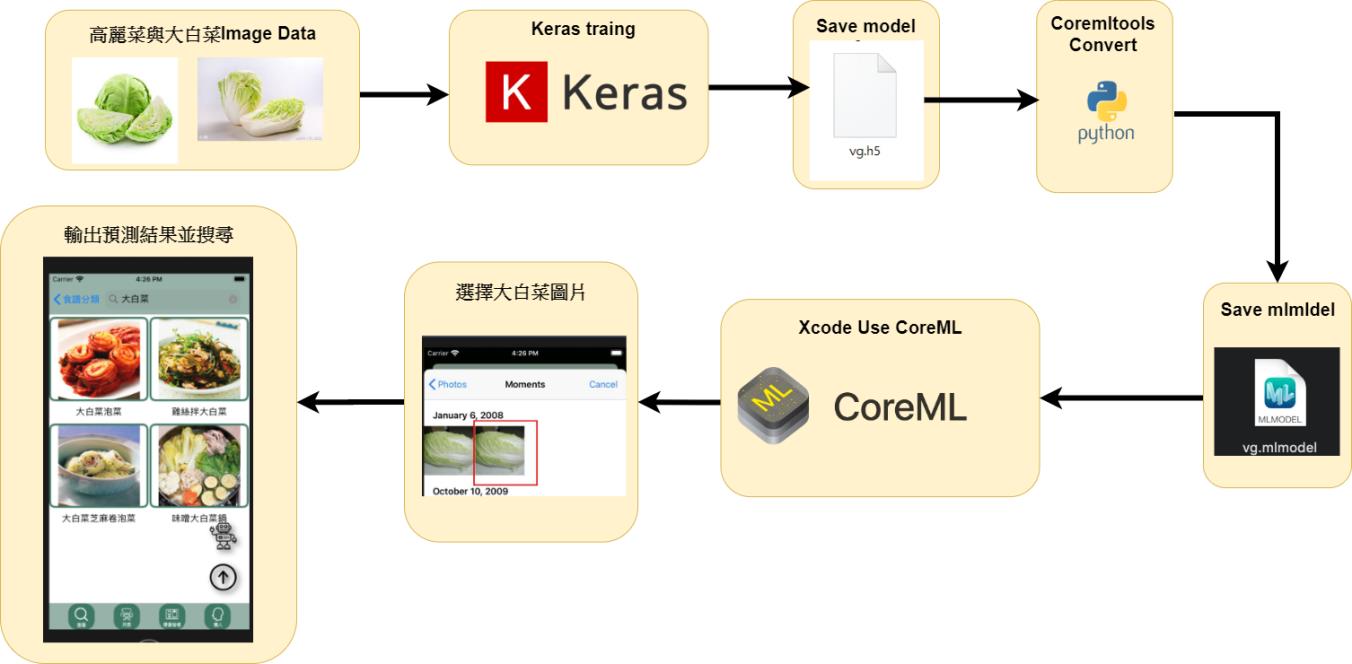 高麗菜與大白菜Image Data
Keras traing
K Keras
Save model
vg.h5
Coremltools
Convert
python
Save mlmldel
ML
MLMODEL
vg.mlmodel
Xcode Use CoreML
ML CoreML
選擇大白菜圖片
Carrier 4:26 PM
Photos Moments Cancel
January 6, 2008
October 10, 2009
輸出預測結果並搜尋
Carrier 4:26 PM
食譜分類 大白菜
大白菜泡菜 雞絲拌大白菜
大白菜芝麻卷泡菜 味噌大白菜鍋